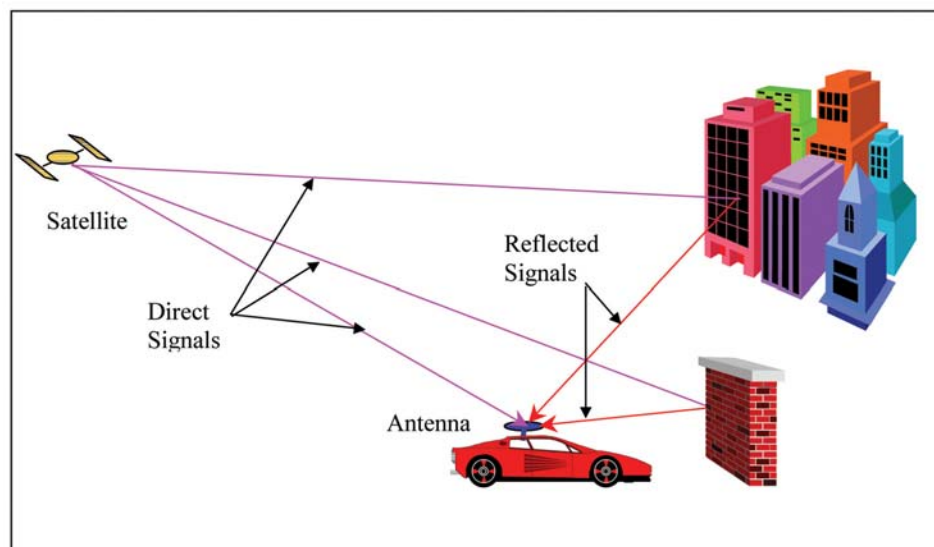 Satellite
Reflected
Signals
Direct
Signals
Antenna